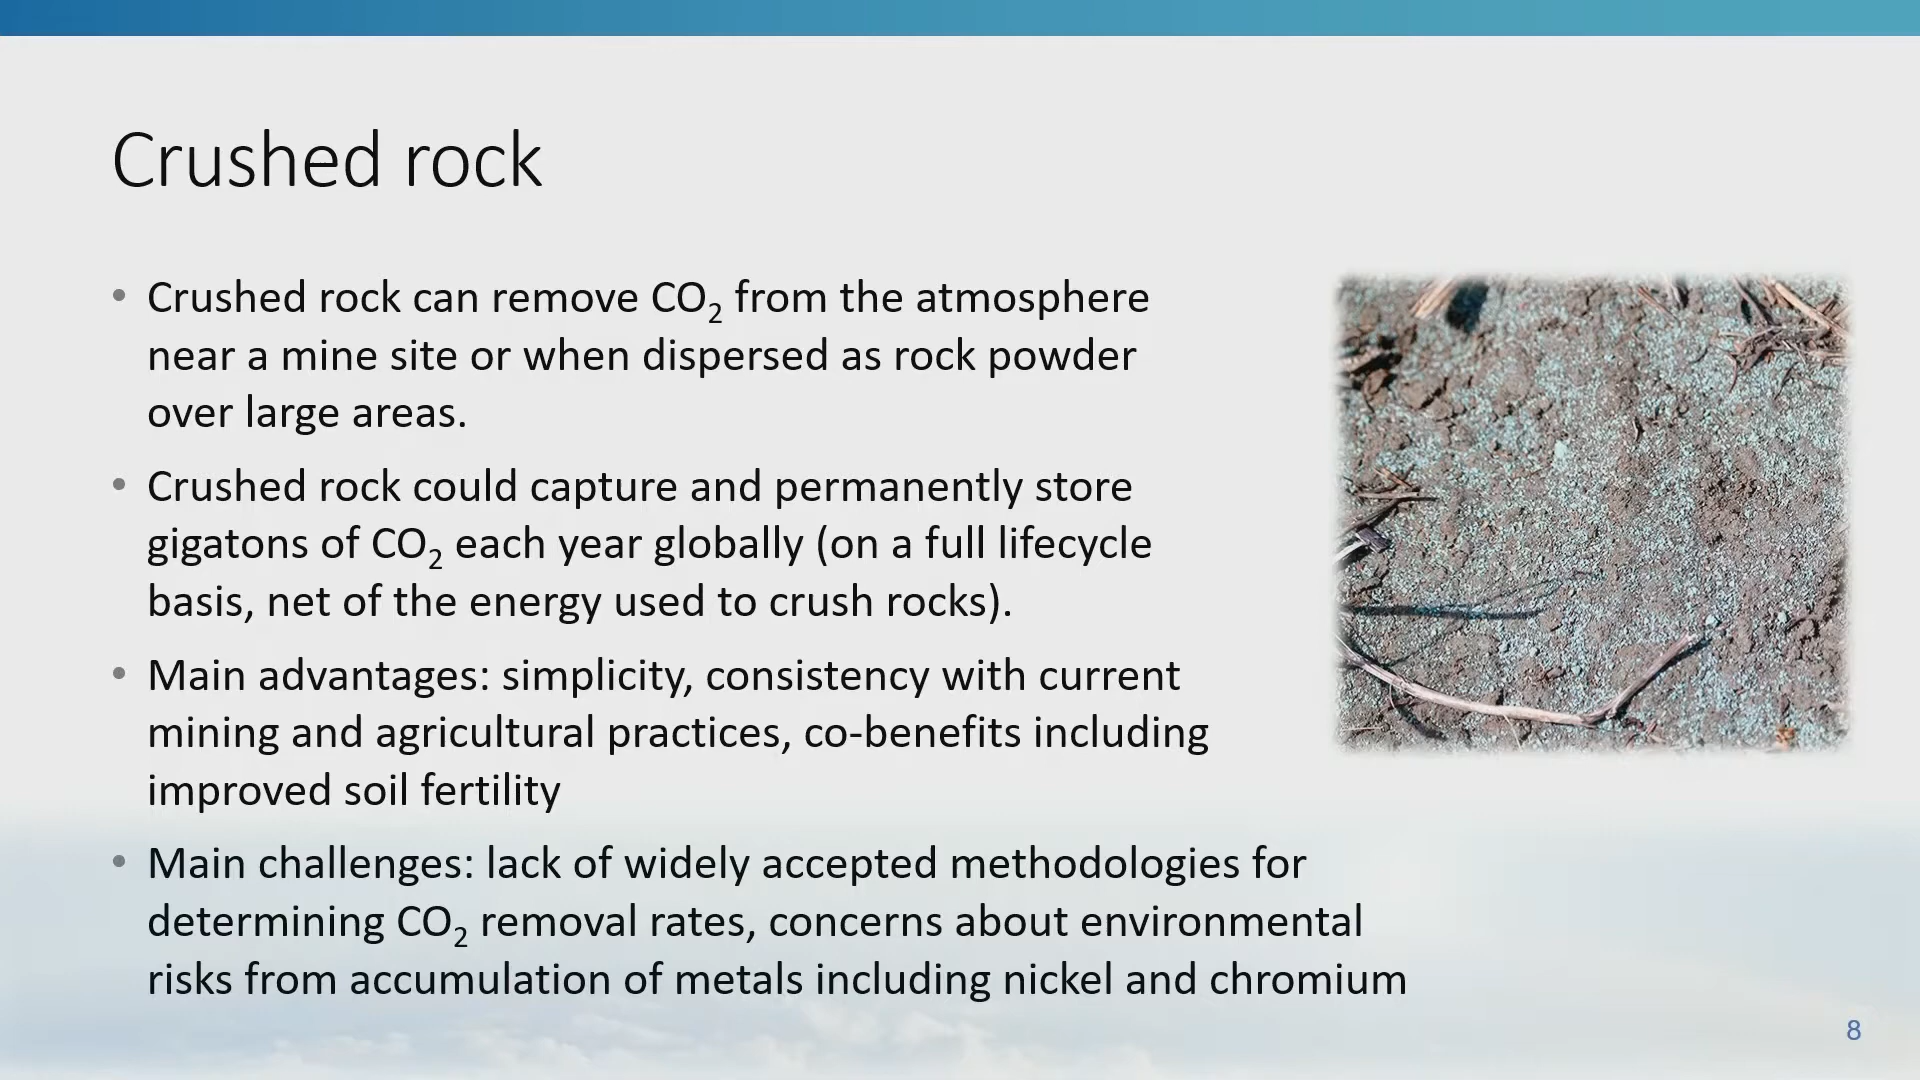 Crushed rock
• Crushed rock can remove CO₂ from the atmosphere
near a mine site or when dispersed as rock powder
over large areas.
• Crushed rock could capture and permanently store
gigatons of CO₂ each year globally (on a full lifecycle
basis, net of the energy used to crush rocks).
• Main advantages: simplicity, consistency with current
mining and agricultural practices, co-benefits including
improved soil fertility
• Main challenges: lack of widely accepted methodologies for
determining CO₂ removal rates, concerns about environmental
risks from accumulation of metals including nickel and chromium
8